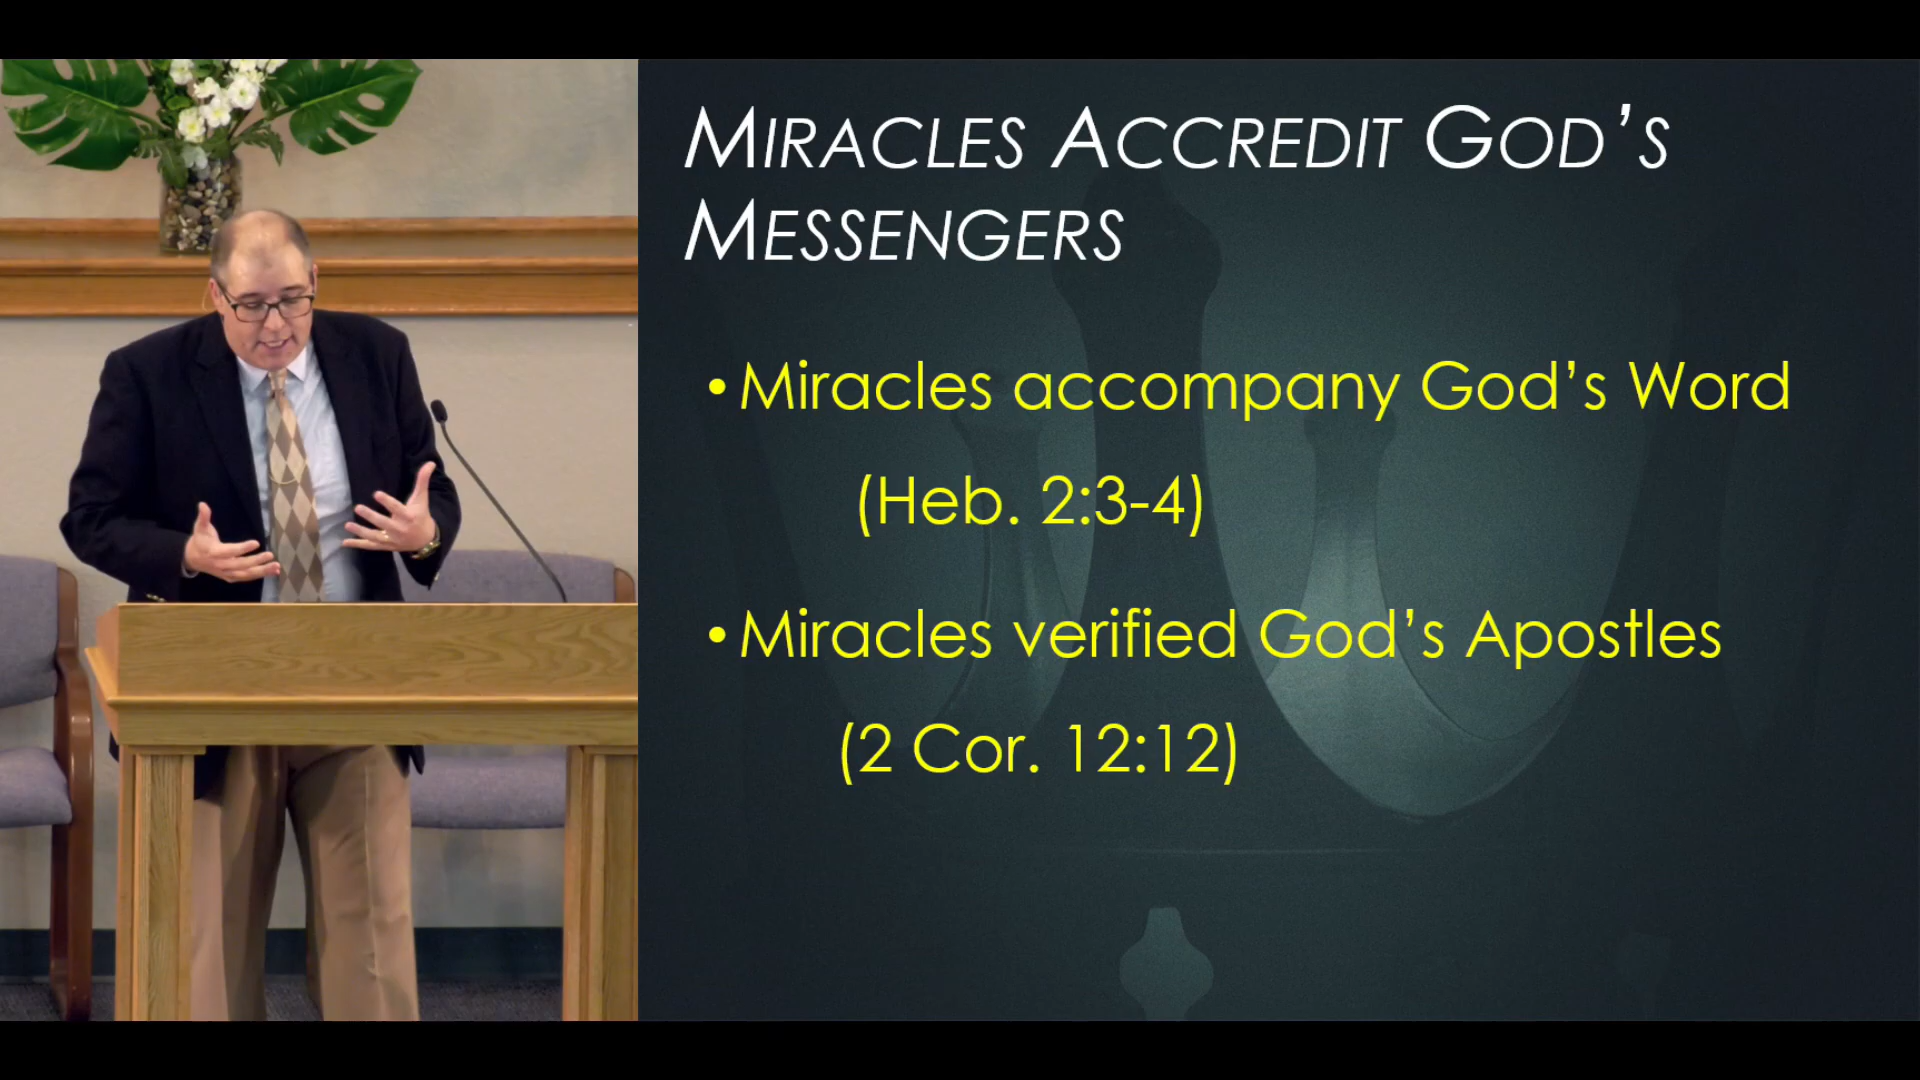 MIRACLES ACCREDIT GOD’S
MESSENGERS
• Miracles accompany God’s Word
(Heb. 2:3-4)
• Miracles verified God’s Apostles
(2 Cor. 12:12)